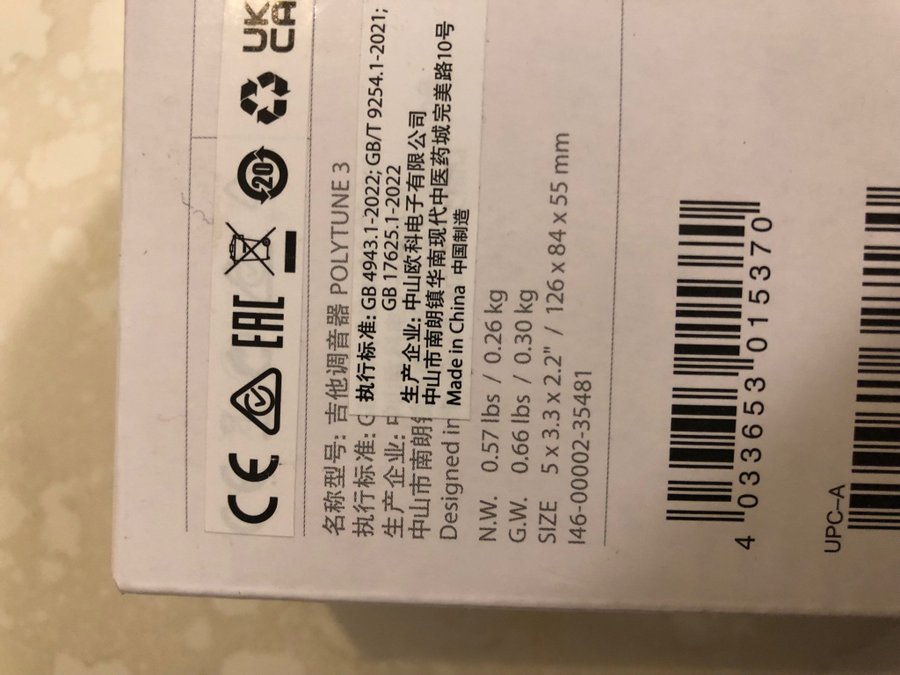 CE EAC 20 UK CA
名称型号: 吉他调音器 POLYTUNE 3
执行标准:
生产企业:
中山市南朗
Designed in
执行标准: GB 4943.1-2022; GB/T 9254.1-2021;
GB 17625.1-2022
生产企业: 中山欧科电子有限公司
中山市南朗镇华南现代中医药城完美路10号
Made in China 中国制造
N.W. 0.57 lbs / 0.26 kg
G.W. 0.66 lbs / 0.30 kg
SIZE 5 x 3.3 x 2.2" / 126 x 84 x 55 mm
I46-00002-35481
4 033653 015370
UPC-A